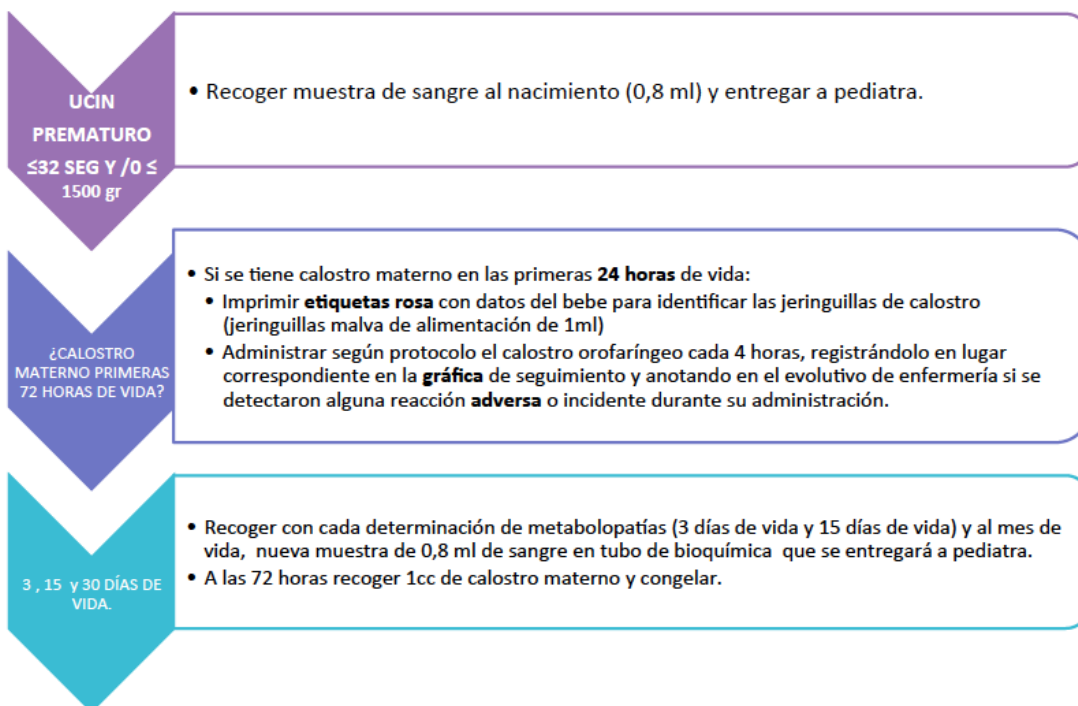 UCIN
PREMATURO
≤32 SEG Y /0 ≤
1500 gr
• Recoger muestra de sangre al nacimiento (0,8 ml) y entregar a pediatra.
¿CALOSTRO
MATERNO PRIMERAS
72 HORAS DE VIDA?
• Si se tiene calostro materno en las primeras 24 horas de vida:
• Imprimir etiquetas rosa con datos del bebe para identificar las jeringuillas de calostro
(jeringuillas malva de alimentación de 1ml)
• Administrar según protocolo el calostro orofaríngeo cada 4 horas, registrándolo en lugar
correspondiente en la gráfica de seguimiento y anotando en el evolutivo de enfermería si se
detectaron alguna reacción adversa o incidente durante su administración.
3 , 15 y 30 DÍAS DE
VIDA.
• Recoger con cada determinación de metabolopatías (3 días de vida y 15 días de vida) y al mes de
vida, nueva muestra de 0,8 ml de sangre en tubo de bioquímica que se entregará a pediatra.
• A las 72 horas recoger 1cc de calostro materno y congelar.